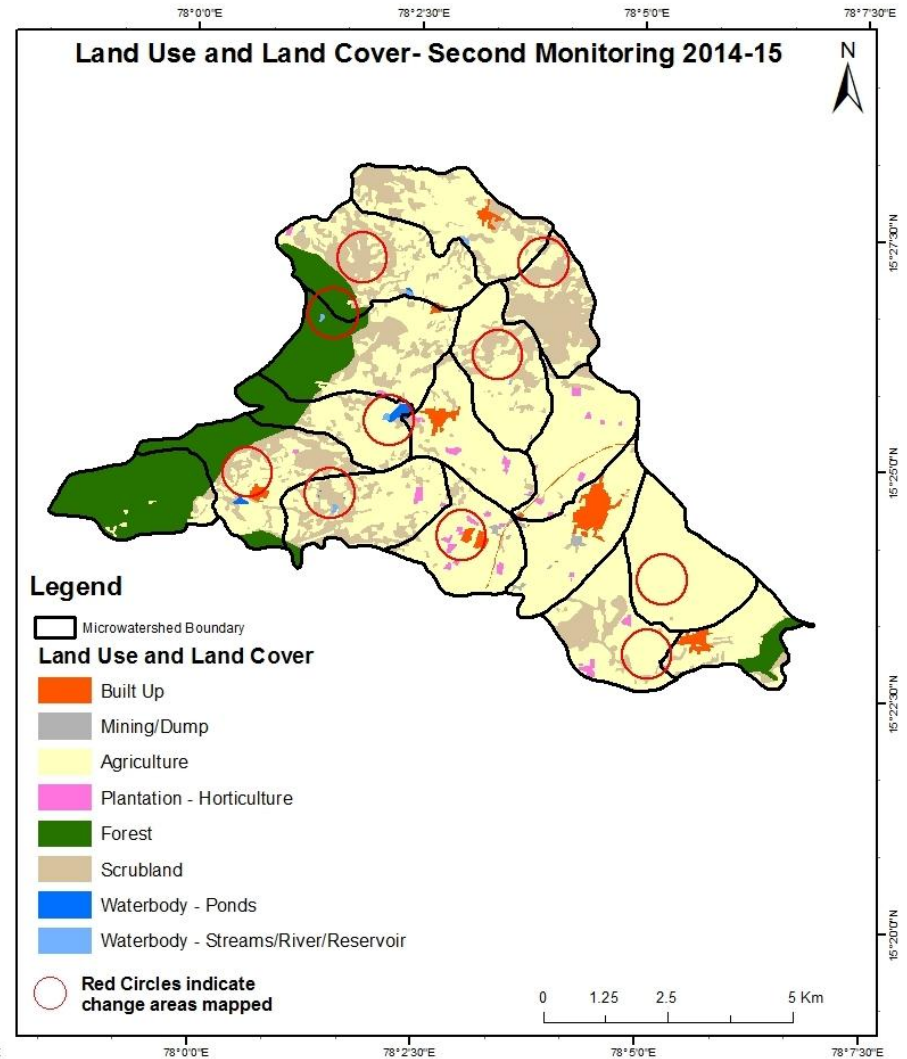 78°0'0"E 78°2'30"E 78°5'0"E 78°7'30"E
Land Use and Land Cover- Second Monitoring 2014-15
N
15°27'30"N
15°25'0"N
15°22'30"N
15°20'0"N
Legend
Microwatershed Boundary
Land Use and Land Cover
Built Up
Mining/Dump
Agriculture
Plantation - Horticulture
Forest
Scrubland
Waterbody - Ponds
Waterbody - Streams/River/Reservoir
Red Circles indicate
change areas mapped
0 1.25 2.5 5 Km
78°0'0"E 78°2'30"E 78°5'0"E 78°7'30"E